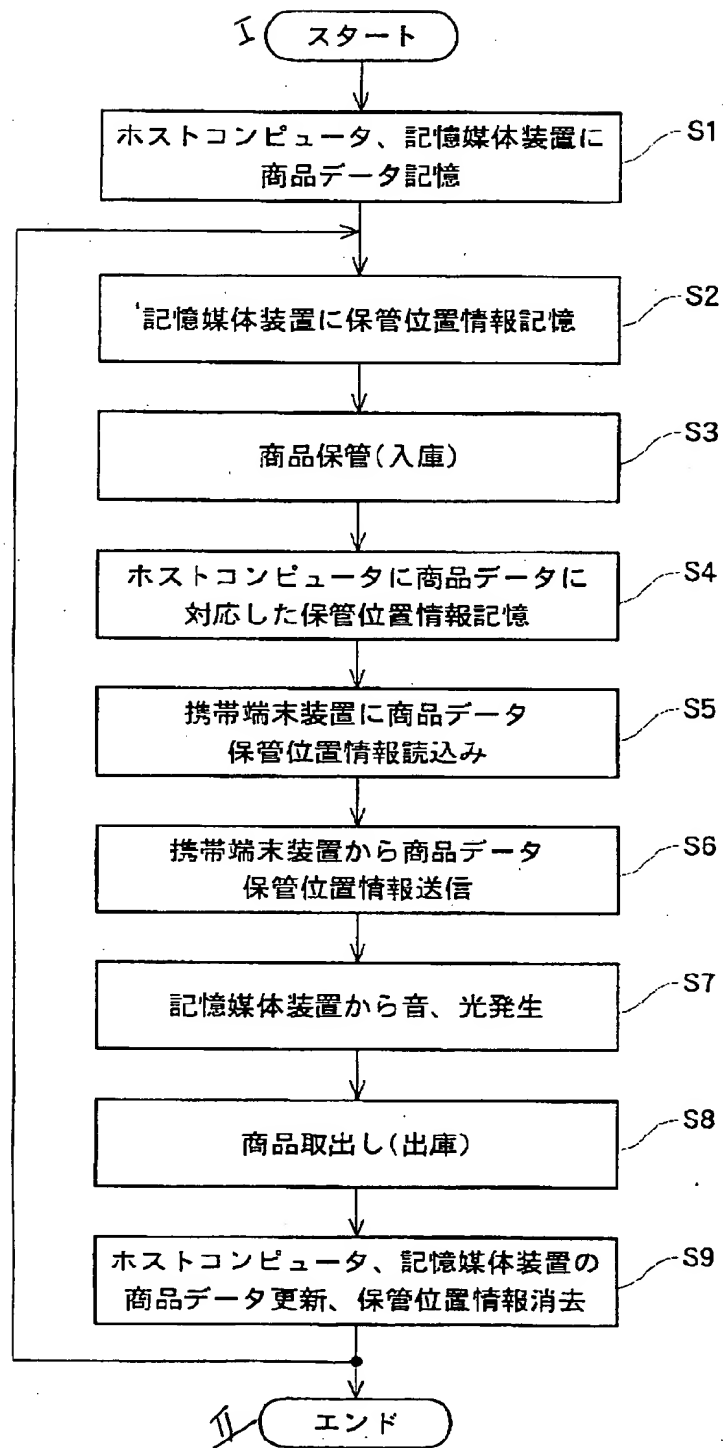 I スタート
ホストコンピュータ、記憶媒体装置に
商品データ記憶
S1
記憶媒体装置に保管位置情報記憶
S2
商品保管(入庫)
S3
ホストコンピュータに商品データに
対応した保管位置情報記憶
S4
携帯端末装置に商品データ
保管位置情報読込み
S5
携帯端末装置から商品データ
保管位置情報送信
S6
記憶媒体装置から音、光発生
S7
商品取出し(出庫)
S8
ホストコンピュータ、記憶媒体装置の
商品データ更新、保管位置情報消去
S9
II エンド